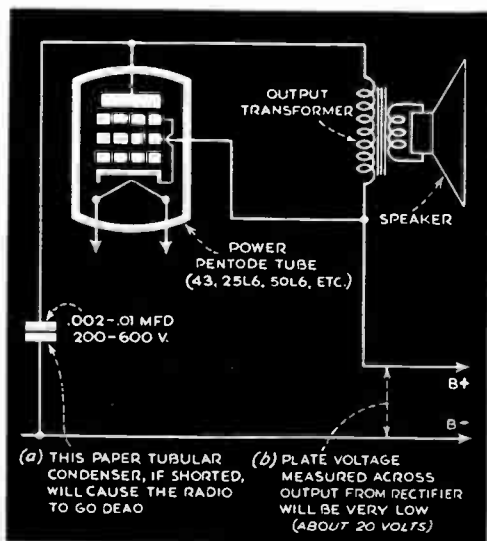 OUTPUT
TRANSFORMER
SPEAKER
POWER
PENTODE TUBE
(43, 25L6, 50L6, ETC.)
.002-.01 MFD
200-600 V.
B+
B-
(a) THIS PAPER TUBULAR
CONDENSER, IF SHORTED,
WILL CAUSE THE RADIO
TO GO DEAD
(b) PLATE VOLTAGE
MEASURED ACROSS
OUTPUT FROM RECTIFIER
WILL BE VERY LOW
(ABOUT 20 VOLTS)